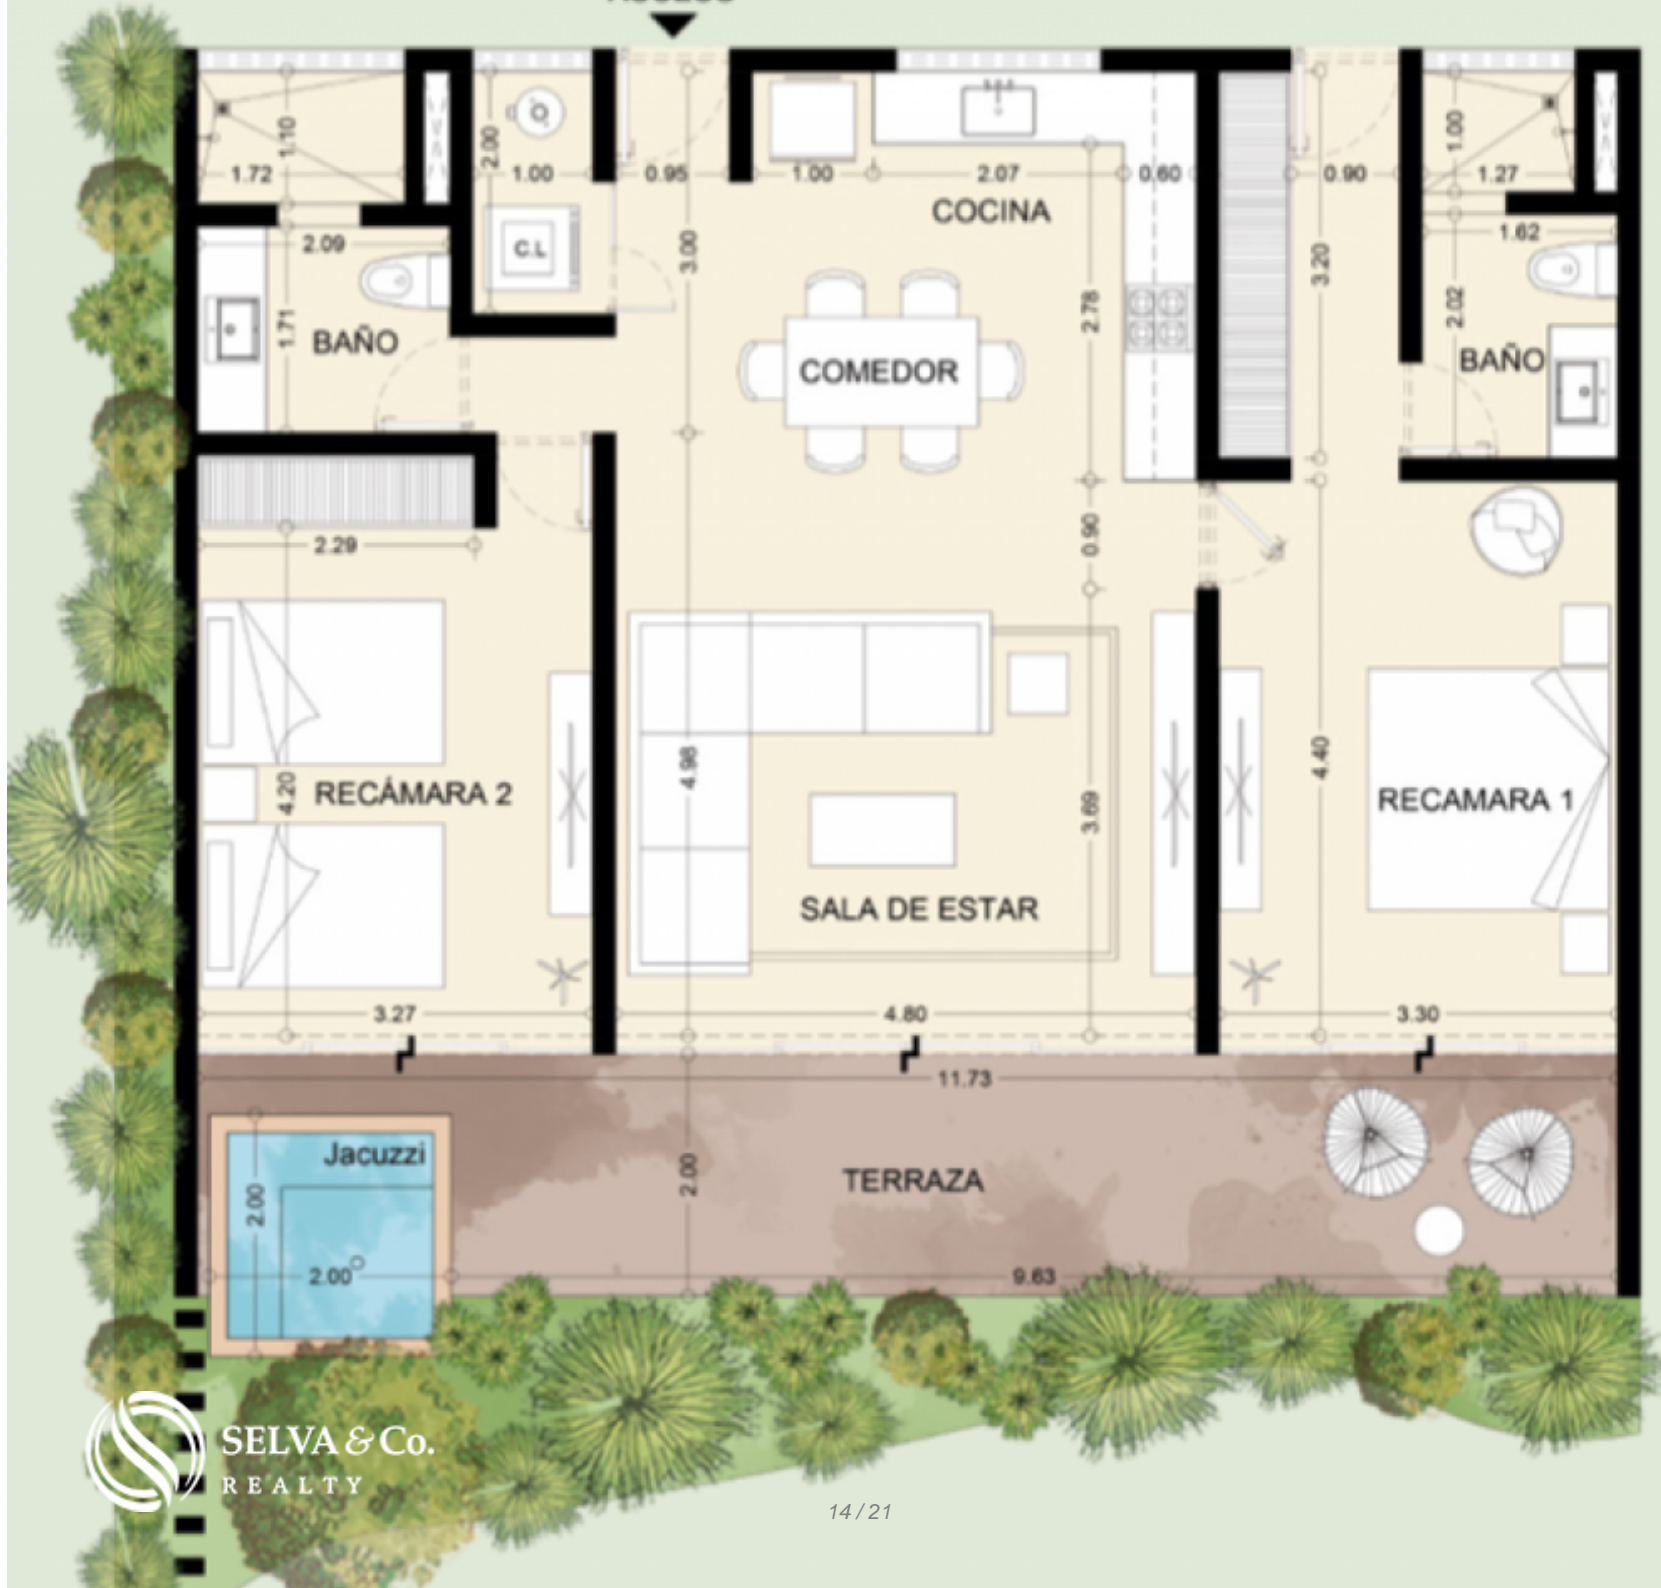 1.10
1.72
2.00
1.00
0.95
1.00
2.07
0.60
0.90
1.00
1.27
COCINA
2.09
C.L
3.00
3.20
1.62
1.71
BAÑO
2.78
2.02
COMEDOR
BAÑO
2.29
0.90
4.20
RECÁMARA 2
4.98
3.69
4.40
RECAMARA 1
SALA DE ESTAR
3.27
4.80
3.30
11.73
Jacuzzi
2.00
2.00
TERRAZA
2.00
9.63
SELVA & Co.
REALTY
14 / 21